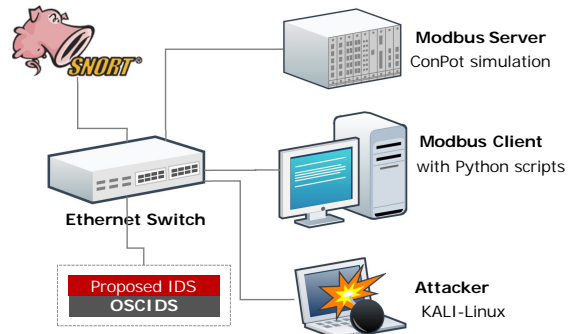 SNORT®
Modbus Server
ConPot simulation
Modbus Client
with Python scripts
Ethernet Switch
Proposed IDS
OSCIDS
Attacker
KALI-Linux